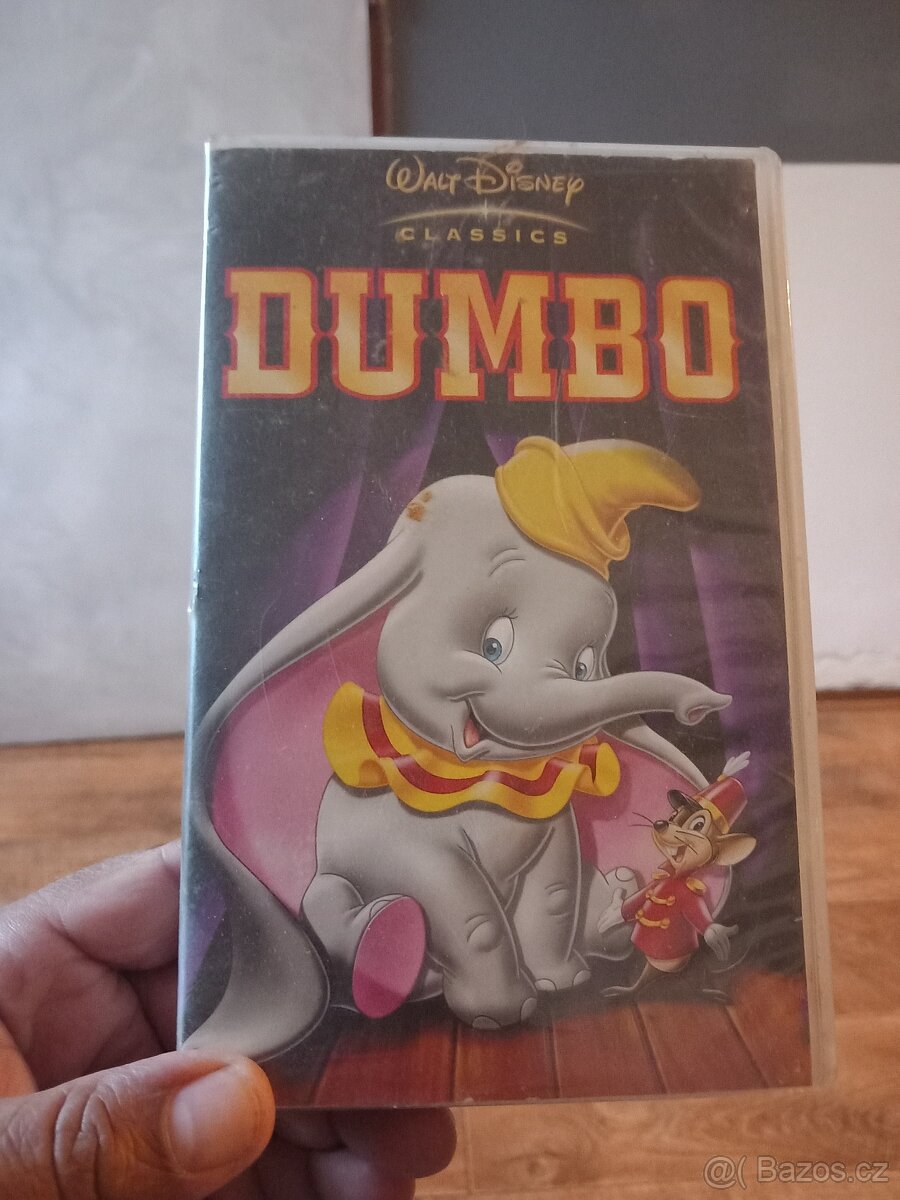 WALT DISNEY
CLASSICS
DUMBO
@( Bazos.cz